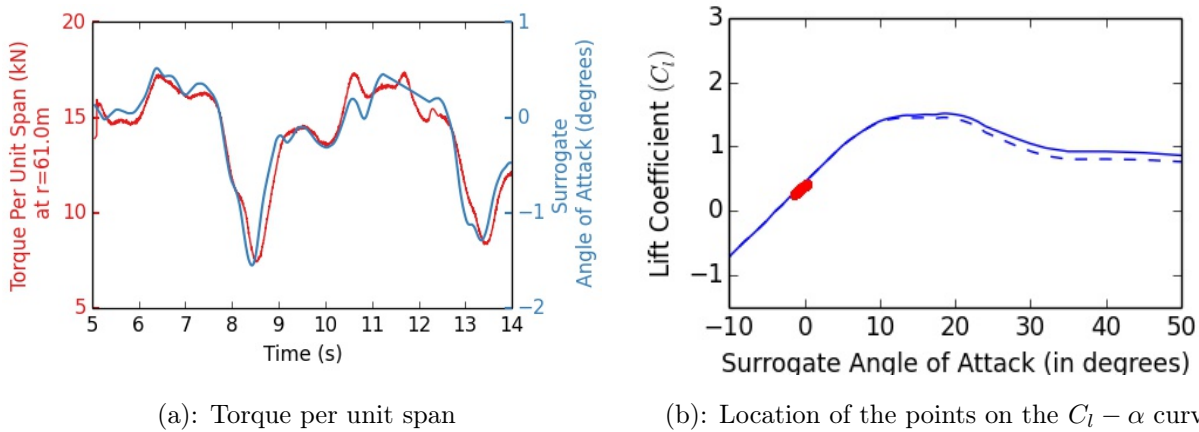 Torque Per Unit Span (kN)
at r=61.0m
20
15
10
5
1
0
−1
−2
Surrogate
Angle of Attack (degrees)
5 6 7 8 9 10 11 12 13 14
Time (s)
(a): Torque per unit span
Lift Coefficient (C_l)
3
2
1
0
−1
−10 0 10 20 30 40 50
Surrogate Angle of Attack (in degrees)
(b): Location of the points on the C_l − α curv